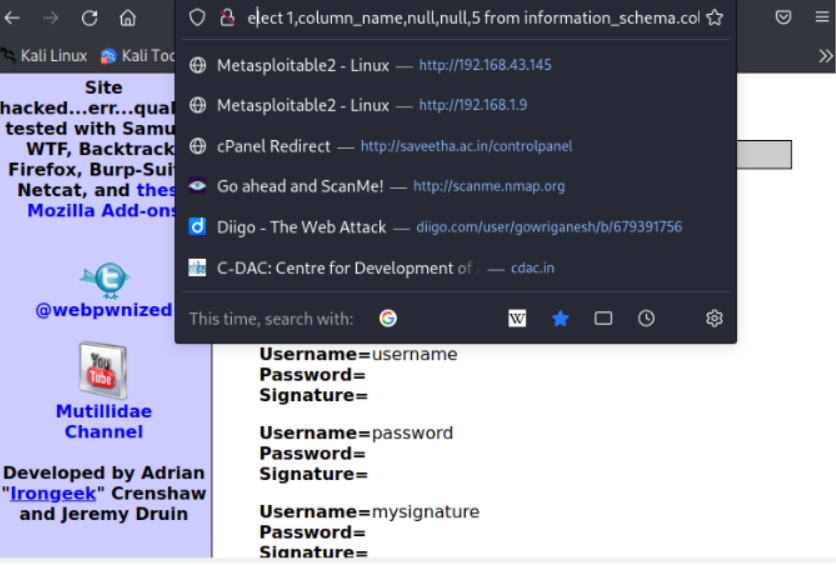 elect 1,column_name,null,null,5 from information_schema.col
Kali Linux Kali Too
Metasploitable2 - Linux — http://192.168.43.145
Metasploitable2 - Linux — http://192.168.1.9
cPanel Redirect — http://saveetha.ac.in/controlpanel
Go ahead and ScanMe! — http://scanme.nmap.org
Diigo - The Web Attack — diigo.com/user/gowriganesh/b/679391756
C-DAC: Centre for Development of — cdac.in
This time, search with:
Site
hacked...err...qual
tested with Samu
WTF, Backtrack
Firefox, Burp-Sui
Netcat, and thes
Mozilla Add-ons
@webpwnized
You
Tube
Mutillidae
Channel
Developed by Adrian
"Irongeek" Crenshaw
and Jeremy Druin
Username=username
Password=
Signature=
Username=password
Password=
Signature=
Username=mysignature
Password=
Signature=